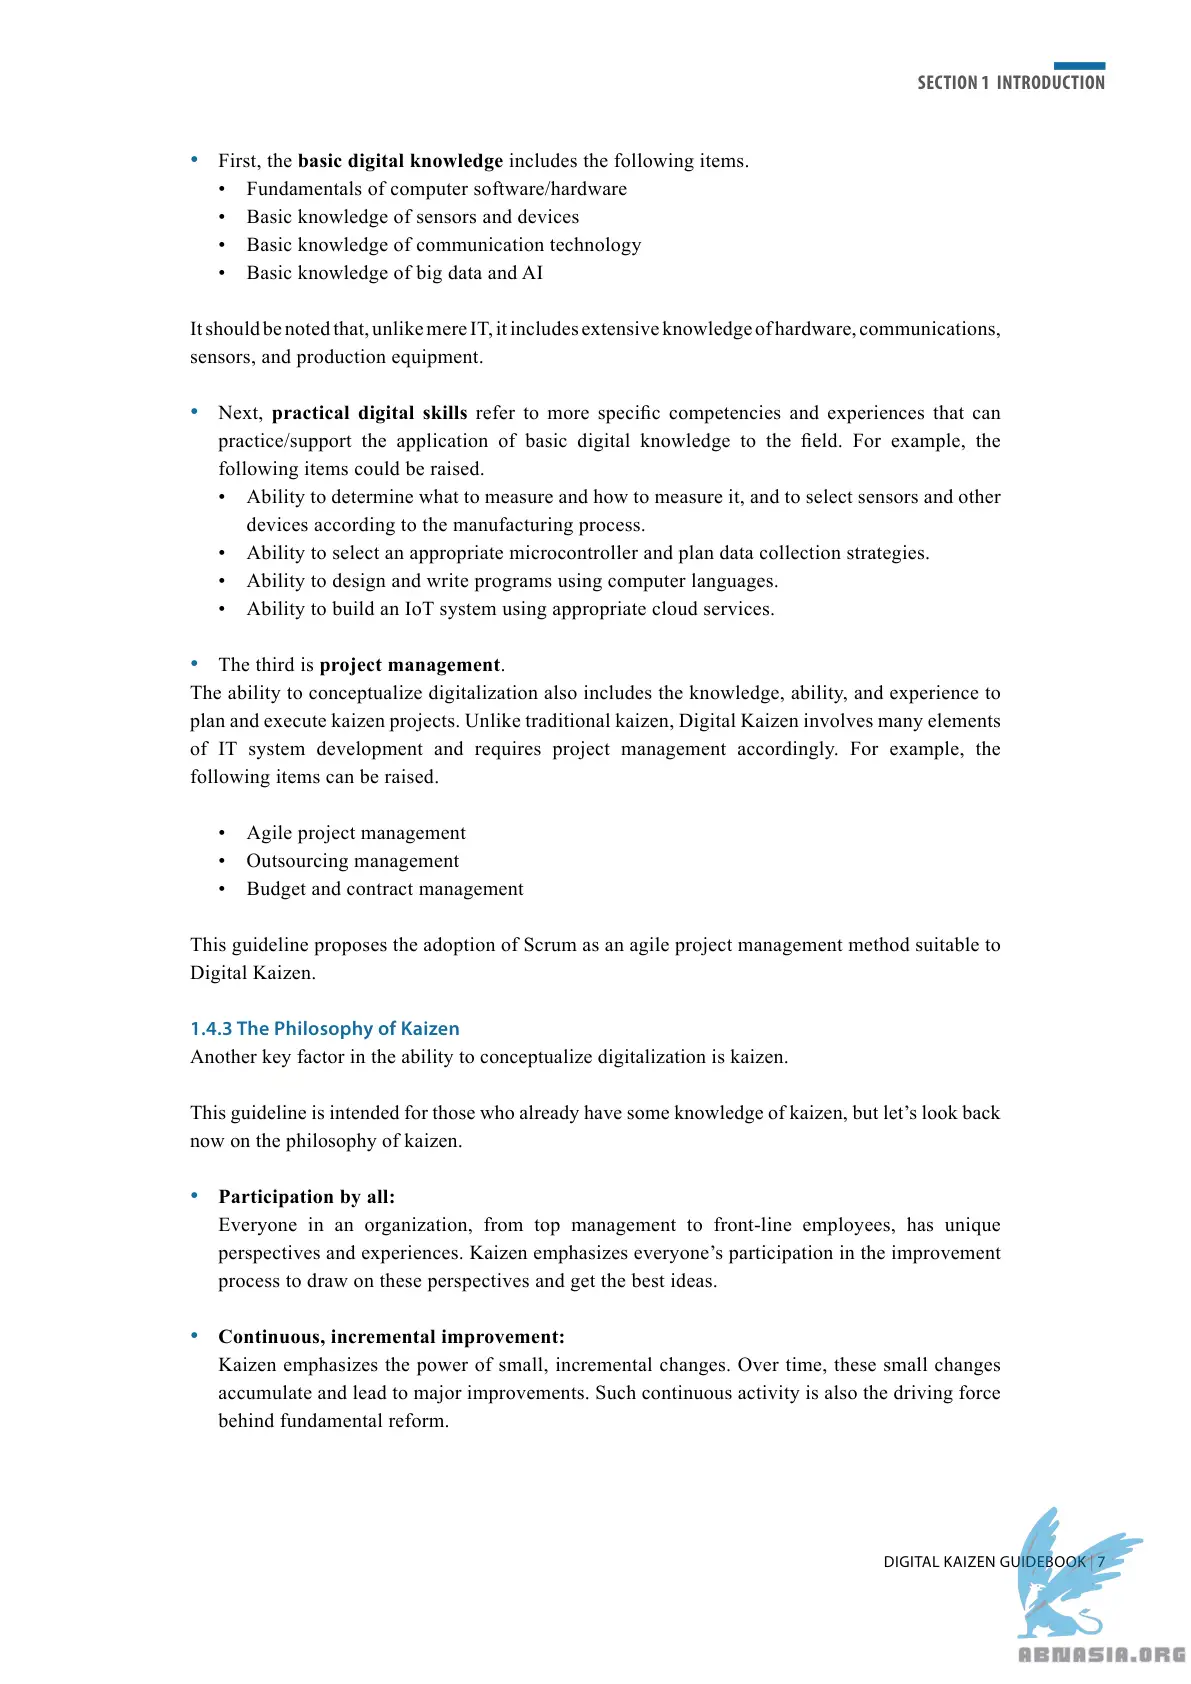 SECTION 1 INTRODUCTION
• First, the basic digital knowledge includes the following items.
• Fundamentals of computer software/hardware
• Basic knowledge of sensors and devices
• Basic knowledge of communication technology
• Basic knowledge of big data and AI
It should be noted that, unlike mere IT, it includes extensive knowledge of hardware, communications,
sensors, and production equipment.
• Next, practical digital skills refer to more specific competencies and experiences that can
practice/support the application of basic digital knowledge to the field. For example, the
following items could be raised.
• Ability to determine what to measure and how to measure it, and to select sensors and other
devices according to the manufacturing process.
• Ability to select an appropriate microcontroller and plan data collection strategies.
• Ability to design and write programs using computer languages.
• Ability to build an IoT system using appropriate cloud services.
• The third is project management.
The ability to conceptualize digitalization also includes the knowledge, ability, and experience to
plan and execute kaizen projects. Unlike traditional kaizen, Digital Kaizen involves many elements
of IT system development and requires project management accordingly. For example, the
following items can be raised.
• Agile project management
• Outsourcing management
• Budget and contract management
This guideline proposes the adoption of Scrum as an agile project management method suitable to
Digital Kaizen.
1.4.3 The Philosophy of Kaizen
Another key factor in the ability to conceptualize digitalization is kaizen.
This guideline is intended for those who already have some knowledge of kaizen, but let’s look back
now on the philosophy of kaizen.
• Participation by all:
Everyone in an organization, from top management to front-line employees, has unique
perspectives and experiences. Kaizen emphasizes everyone’s participation in the improvement
process to draw on these perspectives and get the best ideas.
• Continuous, incremental improvement:
Kaizen emphasizes the power of small, incremental changes. Over time, these small changes
accumulate and lead to major improvements. Such continuous activity is also the driving force
behind fundamental reform.
DIGITAL KAIZEN GUIDEBOOK | 7
ABNASIA.ORG